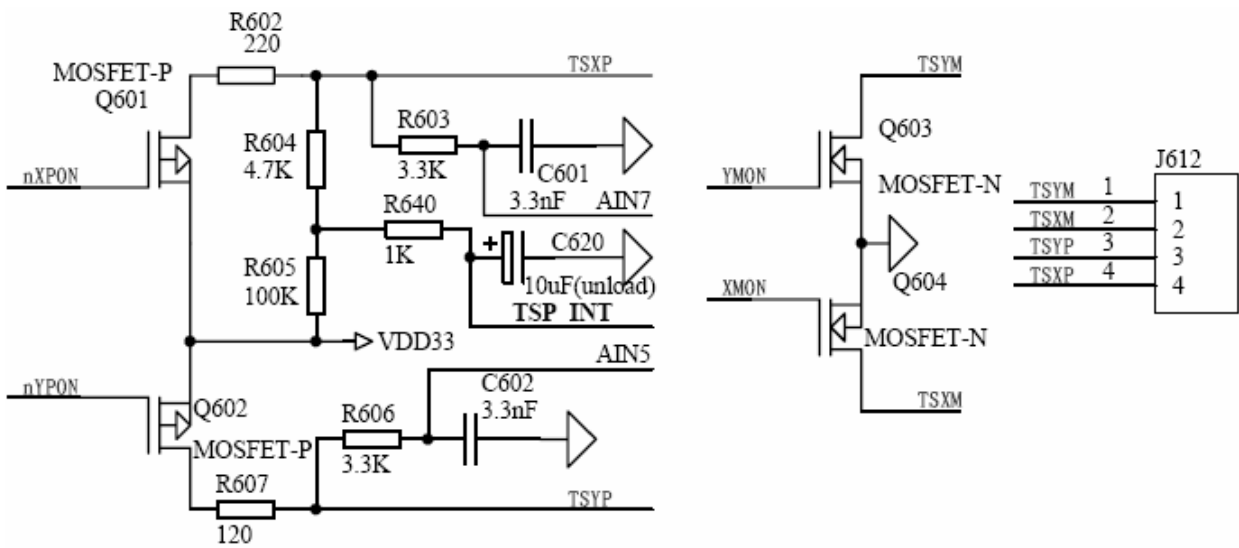 R602
220
MOSFET-P
Q601
TSXP
nXPON
R604
4.7K
R603
3.3K
C601
3.3nF
AIN7
R640
1K
C620
+
10uF(unload)
R605
100K
TSP_INT
VDD33
AIN5
nYPON
Q602
MOSFET-P
R606
3.3K
C602
3.3nF
R607
120
TSYP
TSYM
Q603
MOSFET-N
YMON
XMON
Q604
MOSFET-N
TSXM
J612
TSYM 1 1
TSXM 2 2
TSYP 3 3
TSXP 4 4